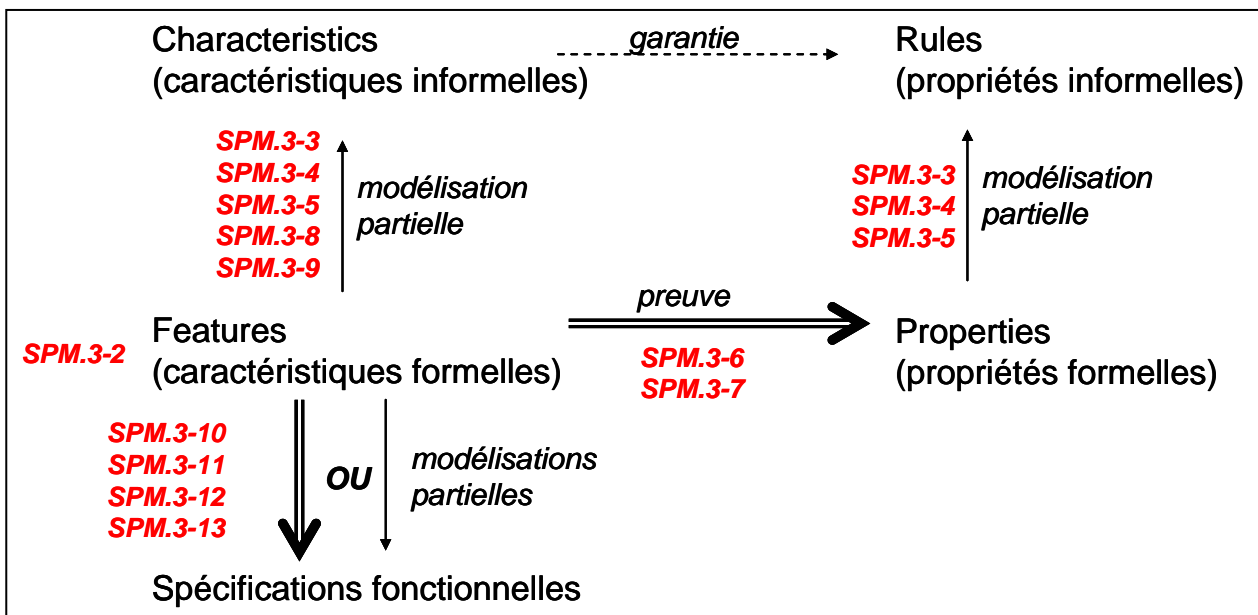 Characteristics
(caractéristiques informelles)
garantie
Rules
(propriétés informelles)
SPM.3-3
SPM.3-4
SPM.3-5
SPM.3-8
SPM.3-9
modélisation
partielle
SPM.3-3
SPM.3-4
SPM.3-5
modélisation
partielle
SPM.3-2
Features
(caractéristiques formelles)
preuve
SPM.3-6
SPM.3-7
Properties
(propriétés formelles)
SPM.3-10
SPM.3-11
SPM.3-12
SPM.3-13
OU
modélisations
partielles
Spécifications fonctionnelles